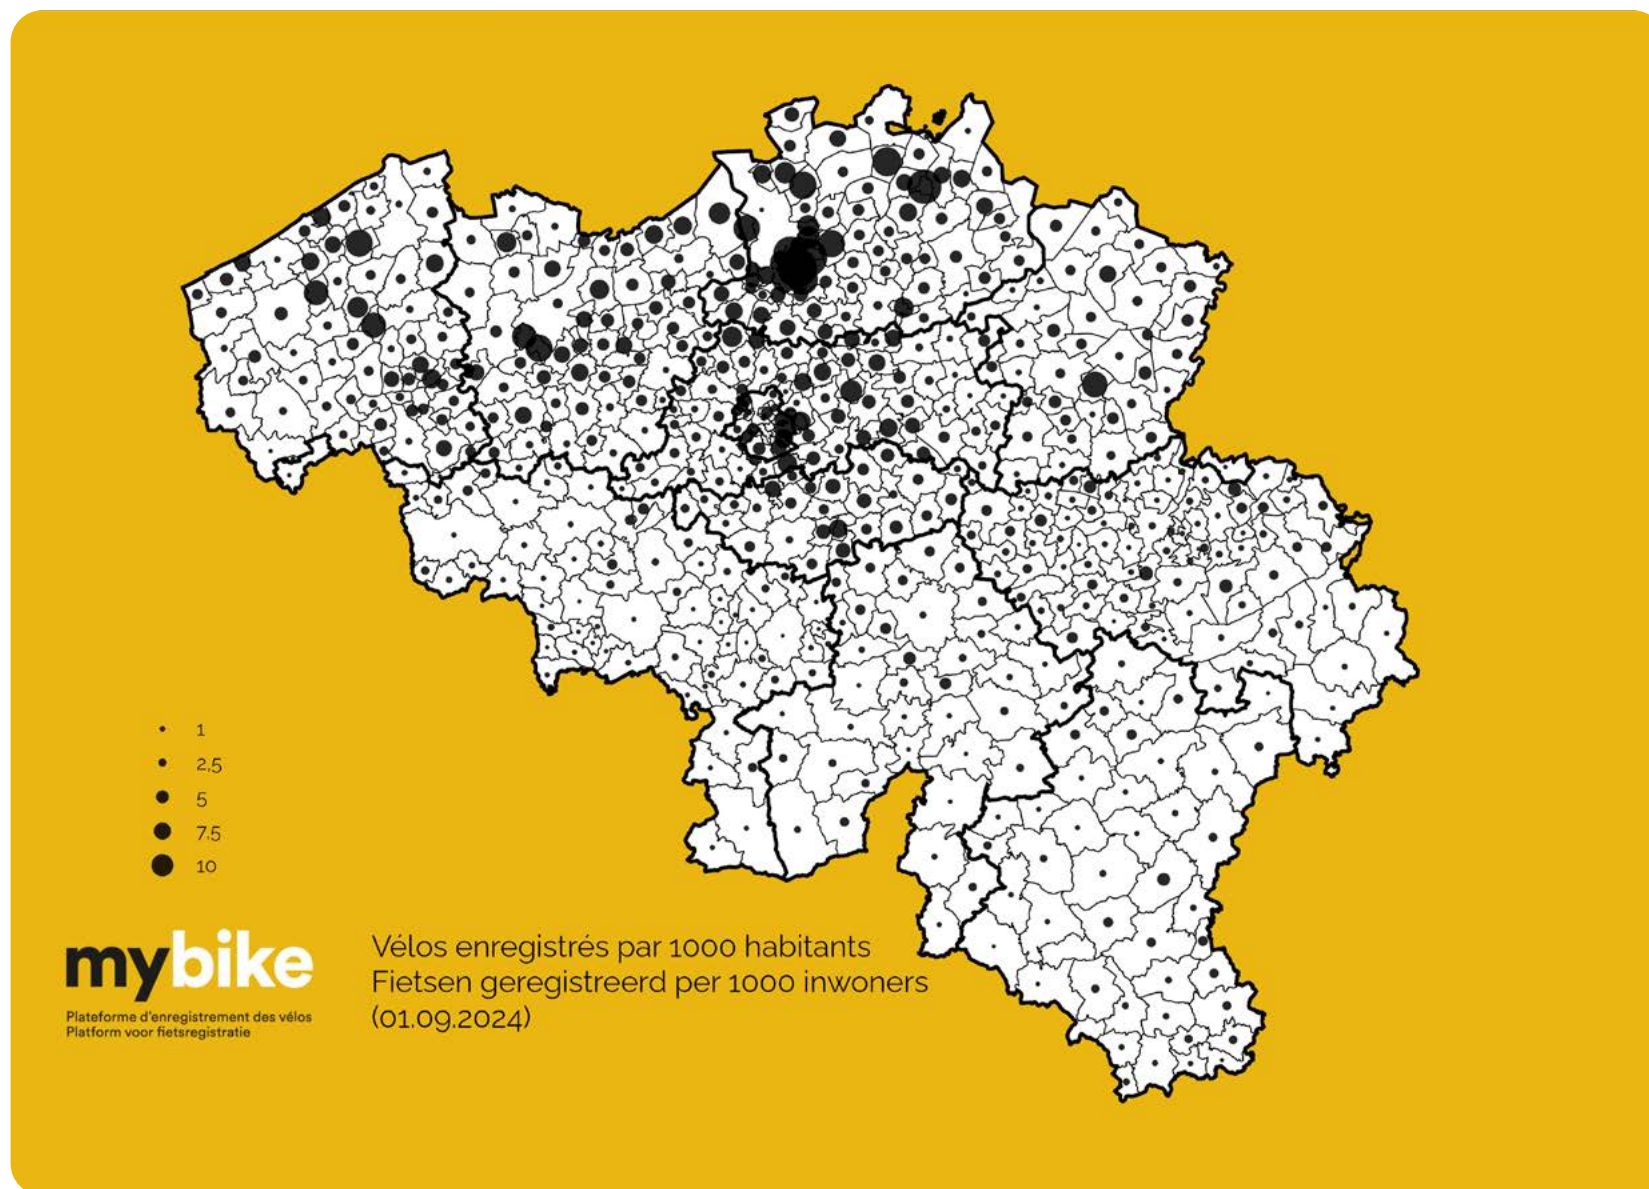 1
2,5
5
7,5
10
mybike
Plateforme d'enregistrement des vélos
Platform voor fietsregistratie
Vélos enregistrés par 1000 habitants
Fietsen geregistreerd per 1000 inwoners
(01.09.2024)